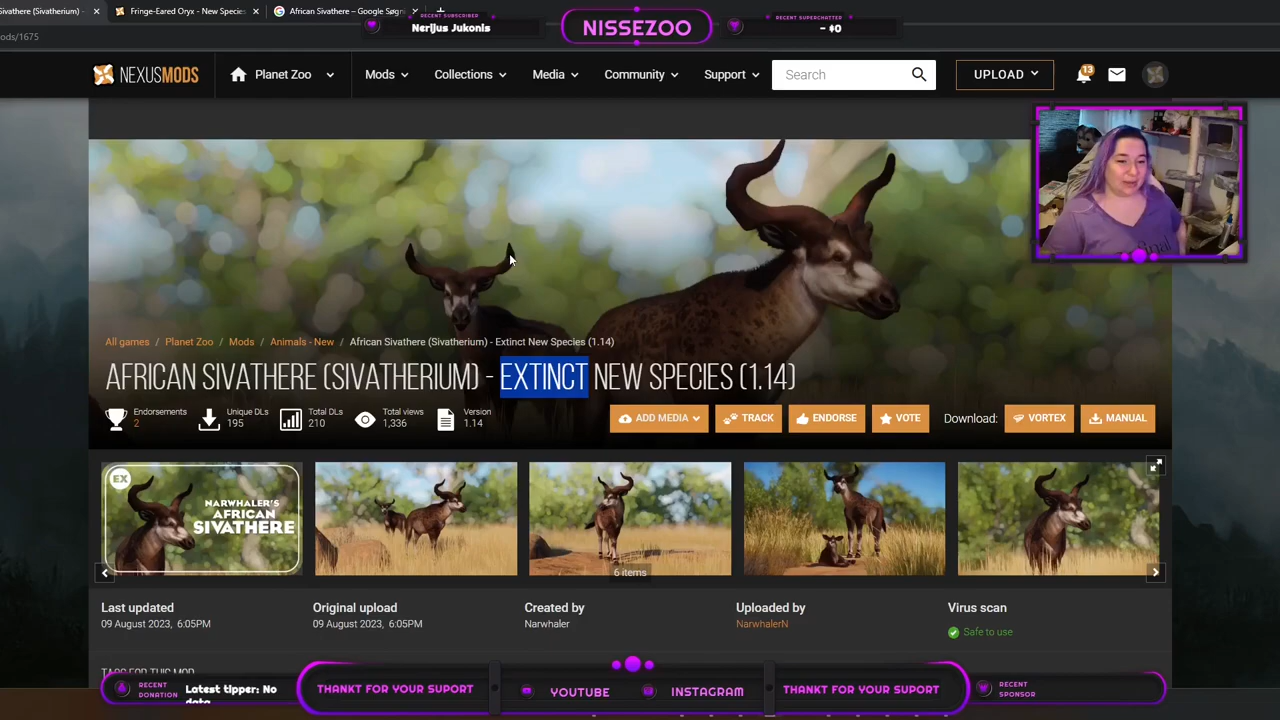 Sivathere (Sivatherium) -
Fringe-Eared Oryx - New Species
African Sivathere – Google Søgn
ods/1675
RECENT SUBSCRIBER
Nerijus Jukonis
NISSEZOO
RECENT SUPERCHATTER
- $0
NEXUSMODS
Planet Zoo
Mods
Collections
Media
Community
Support
Search
UPLOAD
13
All games / Planet Zoo / Mods / Animals - New / African Sivathere (Sivatherium) - Extinct New Species (1.14)
AFRICAN SIVATHERE (SIVATHERIUM) - EXTINCT NEW SPECIES (1.14)
Endorsements
2
Unique DLs
195
Total DLs
210
Total views
1,336
Version
1.14
ADD MEDIA
TRACK
ENDORSE
VOTE
Download:
VORTEX
MANUAL
EX
NARWHALER'S
AFRICAN
SIVATHERE
6 items
Last updated
09 August 2023, 6:05PM
Original upload
09 August 2023, 6:05PM
Created by
Narwhaler
Uploaded by
NarwhalerN
Virus scan
Safe to use
TAGS FOR THIS MOD
RECENT
DONATION
Latest tipper: No
data
THANKT FOR YOUR SUPORT
YOUTUBE
INSTAGRAM
THANKT FOR YOUR SUPORT
RECENT
SPONSOR